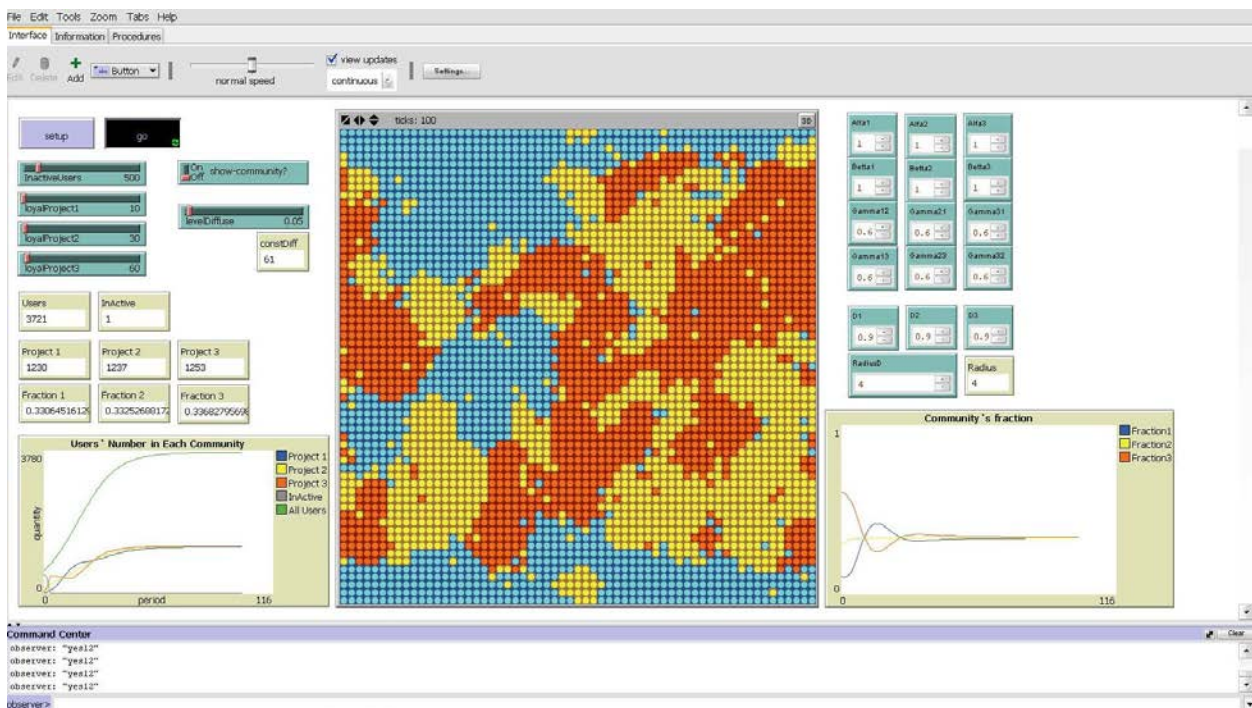 File Edit Tools Zoom Tabs Help
Interface Information Procedures
Edit Delete Add Button
normal speed
view updates
continuous
Settings...
setup
go
InactiveUsers 500
loyalProject1 10
loyalProject2 30
loyalProject3 60
On
Off
show-community?
levelDiffuse 0.05
constDiff
61
Users
3721
InActive
1
Project 1
1230
Project 2
1237
Project 3
1253
Fraction 1
0.3306451612
Fraction 2
0.3325268817
Fraction 3
0.336827956
Users` Number in Each Community
3780
quantity
0
0
period
116
Project 1
Project 2
Project 3
InActive
All Users
ticks: 100
3D
Alfa1
1
Alfa2
1
Alfa3
1
Betta1
1
Betta2
1
Betta3
1
Gamma12
0.6
Gamma21
0.6
Gamma31
0.6
Gamma13
0.6
Gamma23
0.6
Gamma32
0.6
D1
0.9
D2
0.9
D3
0.9
RadiusD
4
Radius
4
Community`s fraction
1
0
0
116
Fraction1
Fraction2
Fraction3
Command Center
Clear
observer: "yes12"
observer: "yes12"
observer: "yes12"
observer: "yes12"
observer>